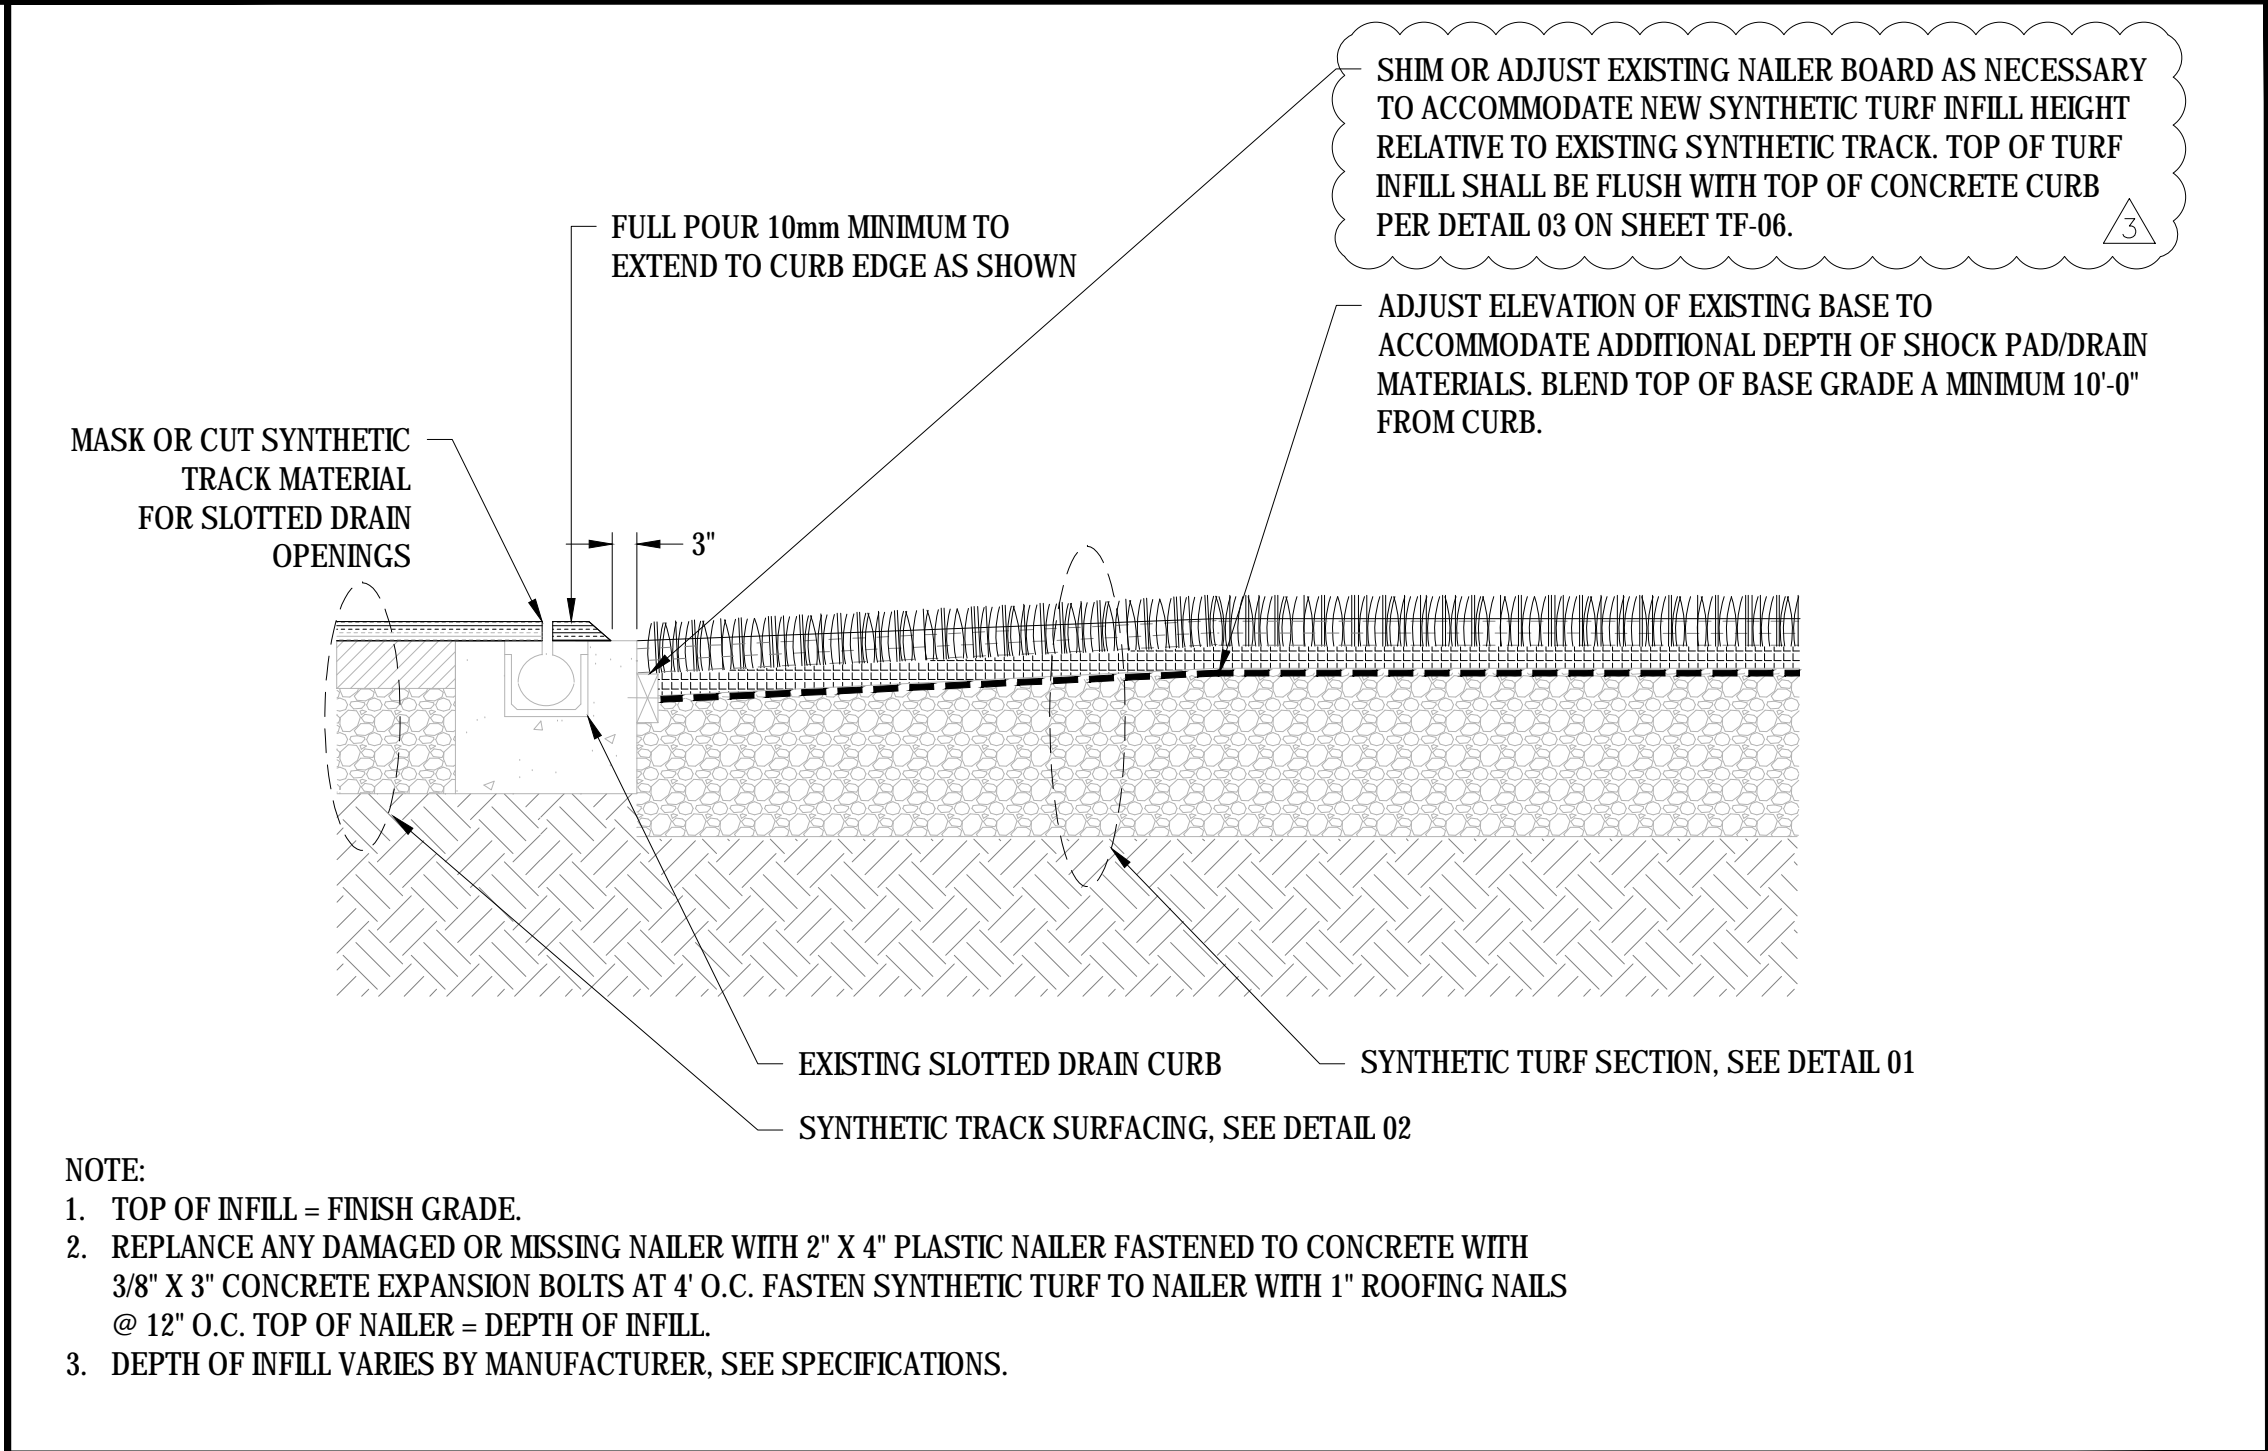 SHIM OR ADJUST EXISTING NAILER BOARD AS NECESSARY
TO ACCOMMODATE NEW SYNTHETIC TURF INFILL HEIGHT
RELATIVE TO EXISTING SYNTHETIC TRACK. TOP OF TURF
INFILL SHALL BE FLUSH WITH TOP OF CONCRETE CURB
PER DETAIL 03 ON SHEET TF-06.
3
FULL POUR 10mm MINIMUM TO
EXTEND TO CURB EDGE AS SHOWN
ADJUST ELEVATION OF EXISTING BASE TO
ACCOMMODATE ADDITIONAL DEPTH OF SHOCK PAD/DRAIN
MATERIALS. BLEND TOP OF BASE GRADE A MINIMUM 10'-0"
FROM CURB.
MASK OR CUT SYNTHETIC
TRACK MATERIAL
FOR SLOTTED DRAIN
OPENINGS
3"
EXISTING SLOTTED DRAIN CURB
SYNTHETIC TURF SECTION, SEE DETAIL 01
SYNTHETIC TRACK SURFACING, SEE DETAIL 02
NOTE:
1. TOP OF INFILL = FINISH GRADE.
2. REPLANCE ANY DAMAGED OR MISSING NAILER WITH 2" X 4" PLASTIC NAILER FASTENED TO CONCRETE WITH
3/8" X 3" CONCRETE EXPANSION BOLTS AT 4' O.C. FASTEN SYNTHETIC TURF TO NAILER WITH 1" ROOFING NAILS
@ 12" O.C. TOP OF NAILER = DEPTH OF INFILL.
3. DEPTH OF INFILL VARIES BY MANUFACTURER, SEE SPECIFICATIONS.